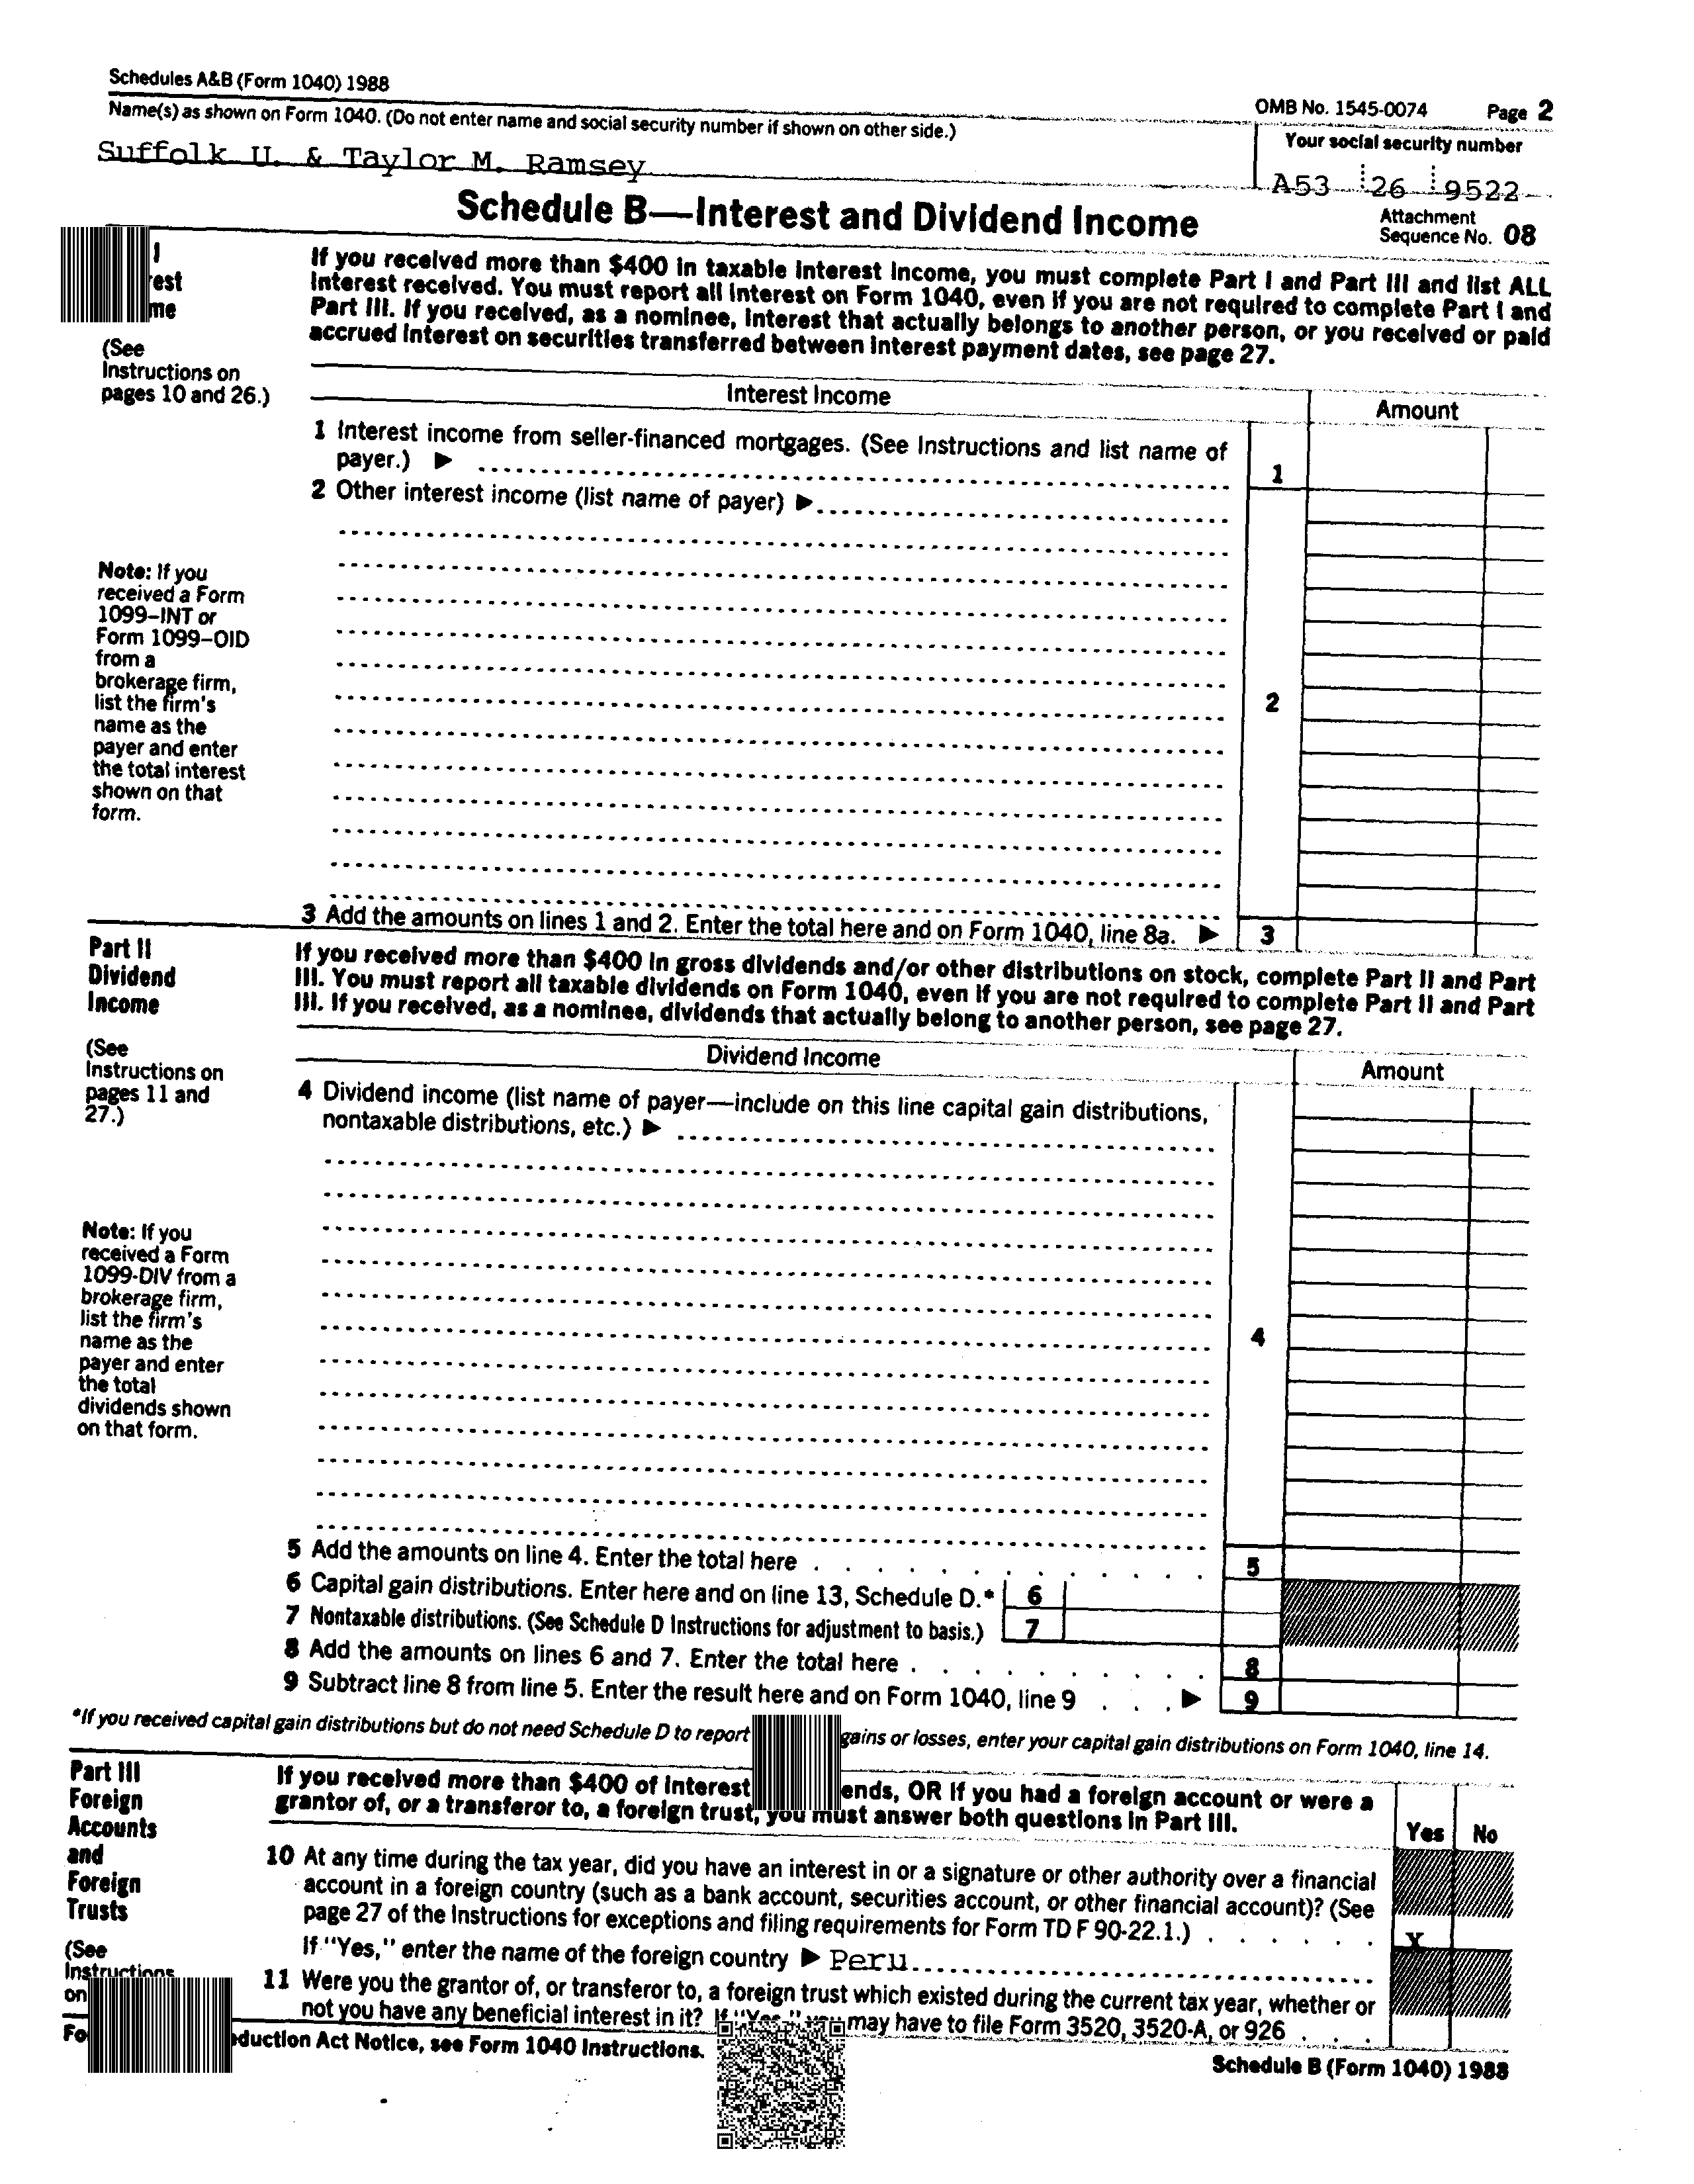 Schedules A&B (Form 1040) 1988
OMB No. 1545-0074 Page 2
Name(s) as shown on Form 1040. (Do not enter name and social security number if shown on other side.)
Your social security number
Suffolk U. & Taylor M. Ramsey
A53 26 9522
Schedule B—Interest and Dividend Income
Attachment
Sequence No. 08
I
rest
me
(See
Instructions on
pages 10 and 26.)
If you received more than $400 in taxable interest income, you must complete Part I and Part III and list ALL
interest received. You must report all interest on Form 1040, even if you are not required to complete Part I and
Part III. If you received, as a nominee, interest that actually belongs to another person, or you received or paid
accrued interest on securities transferred between interest payment dates, see page 27.
Interest Income
Amount
1 Interest income from seller-financed mortgages. (See Instructions and list name of
payer.) ▶
1
2 Other interest income (list name of payer) ▶
Note: If you
received a Form
1099–INT or
Form 1099–OID
from a
brokerage firm,
list the firm's
name as the
payer and enter
the total interest
shown on that
form.
2
3 Add the amounts on lines 1 and 2. Enter the total here and on Form 1040, line 8a. ▶ 3
Part II
Dividend
Income
(See
Instructions on
pages 11 and
27.)
If you received more than $400 in gross dividends and/or other distributions on stock, complete Part II and Part
III. You must report all taxable dividends on Form 1040, even if you are not required to complete Part II and Part
III. If you received, as a nominee, dividends that actually belong to another person, see page 27.
Dividend Income
Amount
4 Dividend income (list name of payer—include on this line capital gain distributions,
nontaxable distributions, etc.) ▶
Note: If you
received a Form
1099-DIV from a
brokerage firm,
list the firm's
name as the
payer and enter
the total
dividends shown
on that form.
4
5 Add the amounts on line 4. Enter the total here . . . . . . . . . . . . 5
6 Capital gain distributions. Enter here and on line 13, Schedule D.* 6
7 Nontaxable distributions. (See Schedule D Instructions for adjustment to basis.) 7
8 Add the amounts on lines 6 and 7. Enter the total here . . . . . . . . . 8
9 Subtract line 8 from line 5. Enter the result here and on Form 1040, line 9 . . . ▶ 9
*If you received capital gain distributions but do not need Schedule D to report gains or losses, enter your capital gain distributions on Form 1040, line 14.
Part III
Foreign
Accounts
and
Foreign
Trusts
(See
Instructions
on
If you received more than $400 of interest ends, OR if you had a foreign account or were a
grantor of, or a transferor to, a foreign trust, you must answer both questions in Part III.
Yes No
10 At any time during the tax year, did you have an interest in or a signature or other authority over a financial
account in a foreign country (such as a bank account, securities account, or other financial account)? (See
page 27 of the Instructions for exceptions and filing requirements for Form TD F 90-22.1.) . . . . . . X
If "Yes," enter the name of the foreign country ▶ Peru
11 Were you the grantor of, or transferor to, a foreign trust which existed during the current tax year, whether or
not you have any beneficial interest in it? If "Yes," you may have to file Form 3520, 3520-A, or 926 . . .
Fo duction Act Notice, see Form 1040 Instructions.
Schedule B (Form 1040) 1988